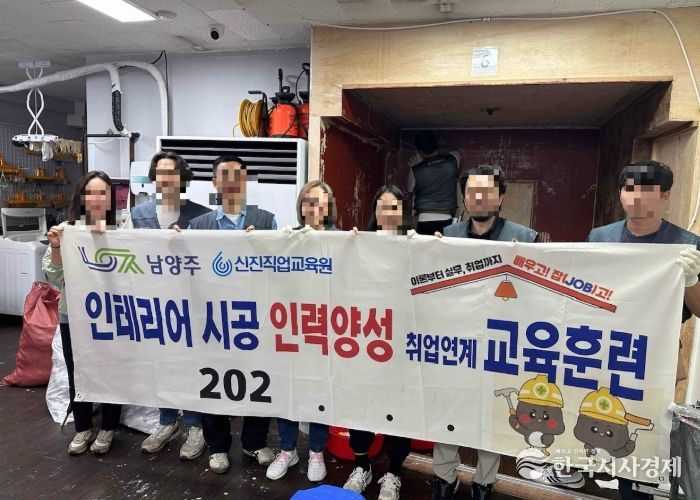 남양주 신진직업교육원
이론부터 실무, 취업까지 배우고! 잡(JOB)고!
인테리어 시공 인력양성 취업연계 교육훈련
202
한국시사경제